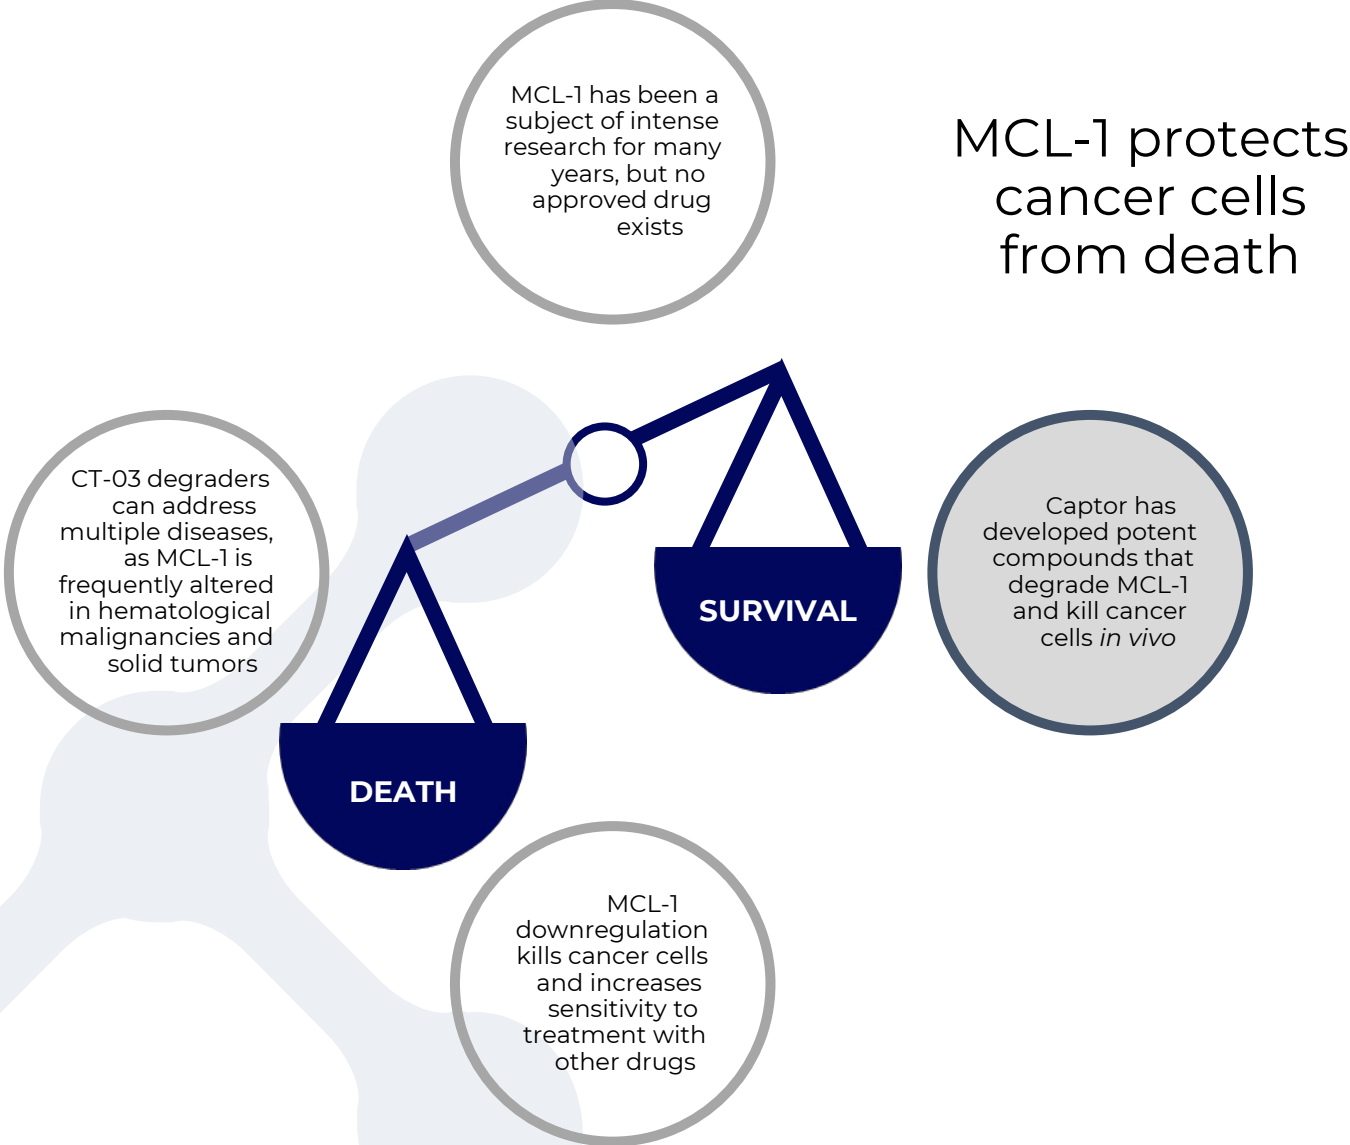 MCL-1 has been a
subject of intense
research for many
years, but no
approved drug
exists
MCL-1 protects
cancer cells
from death
CT-03 degraders
can address
multiple diseases,
as MCL-1 is
frequently altered
in hematological
malignancies and
solid tumors
SURVIVAL
Captor has
developed potent
compounds that
degrade MCL-1
and kill cancer
cells in vivo
DEATH
MCL-1
downregulation
kills cancer cells
and increases
sensitivity to
treatment with
other drugs